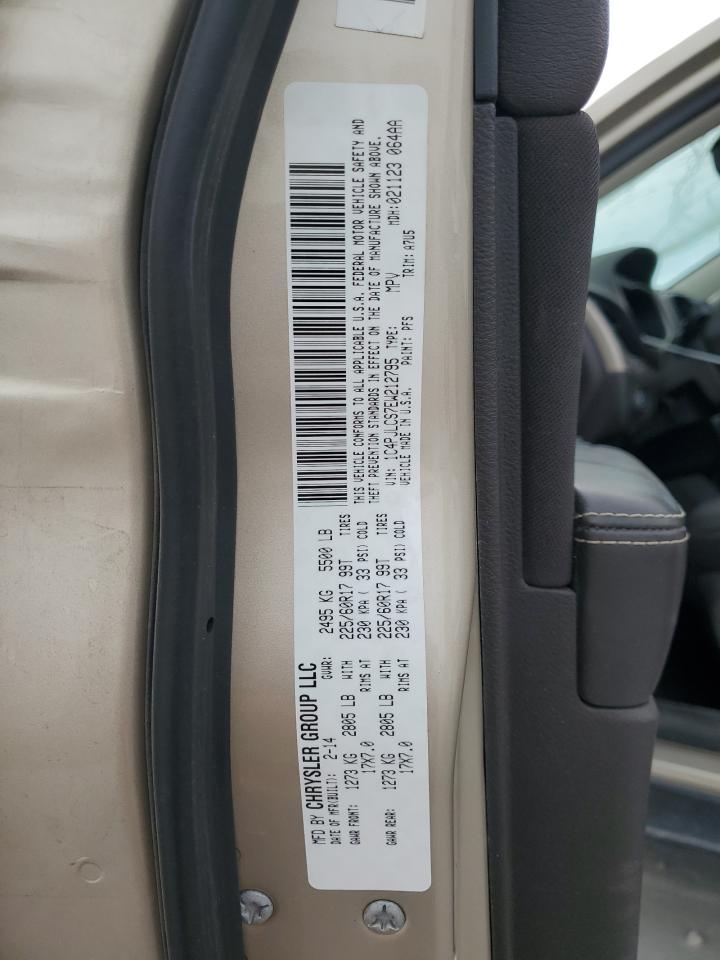 MFD BY CHRYSLER GROUP LLC
DATE OF MFR(BUILT): 2-14 GVWR: 2495 KG 5500 LB
GAWR FRONT: 1273 KG 2805 LB WITH 225/60R17 99T TIRES
17X7.0 RIMS AT 230 KPA ( 33 PSI) COLD
GAWR REAR: 1273 KG 2805 LB WITH 225/60R17 99T TIRES
17X7.0 RIMS AT 230 KPA ( 33 PSI) COLD
THIS VEHICLE CONFORMS TO ALL APPLICABLE U.S.A. FEDERAL MOTOR VEHICLE SAFETY AND
THEFT PREVENTION STANDARDS IN EFFECT ON THE DATE OF MANUFACTURE SHOWN ABOVE.
VIN: 1C4PJLCS7EW212795 TYPE: MPV MDH:021123 064AA
VEHICLE MADE IN U.S.A. PAINT: PFS TRIM: A7U5